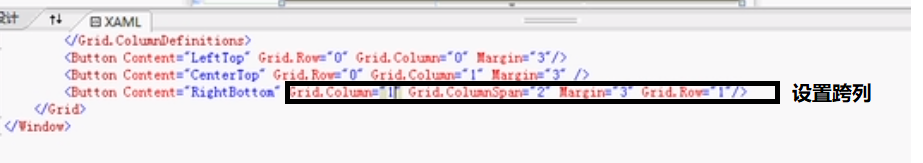 设计 XAML
</Grid.ColumnDefinitions>
<Button Content="LeftTop" Grid.Row="0" Grid.Column="0" Margin="3"/>
<Button Content="CenterTop" Grid.Row="0" Grid.Column="1" Margin="3" />
<Button Content="RightBottom" Grid.Column="1" Grid.ColumnSpan="2" Margin="3" Grid.Row="1"/> 设置跨列
</Grid>
</Window>